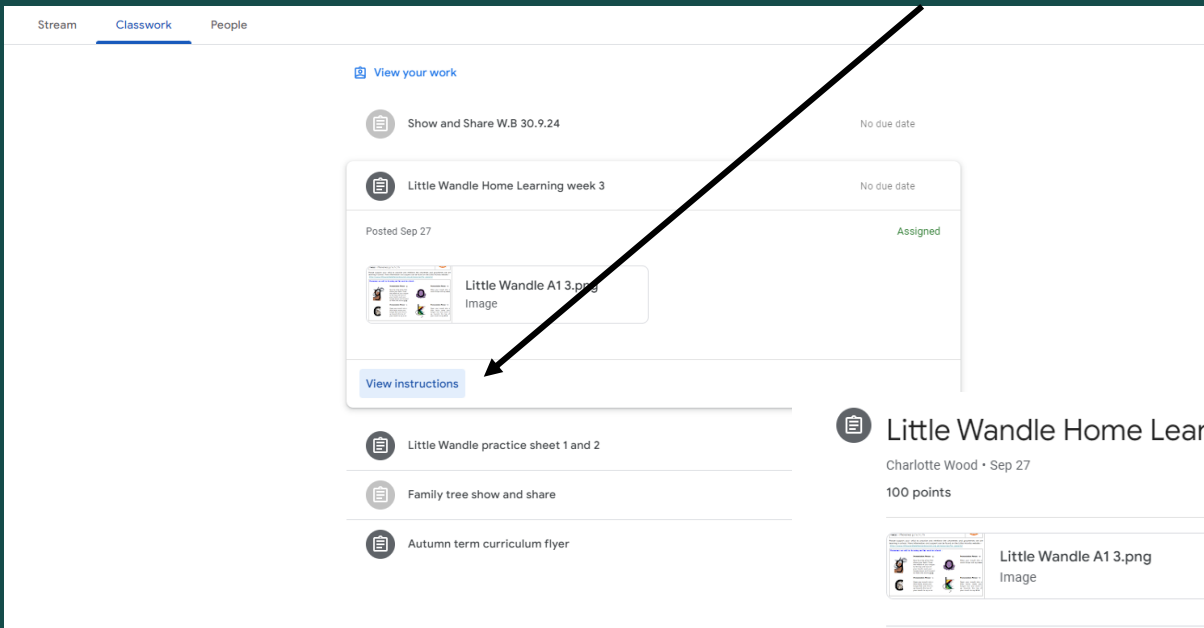 Stream Classwork People
View your work
Show and Share W.B 30.9.24 No due date
Little Wandle Home Learning week 3 No due date
Posted Sep 27 Assigned
Little Wandle A1 3.png
Image
View instructions
Little Wandle practice sheet 1 and 2
Family tree show and share
Autumn term curriculum flyer
Little Wandle Home Lear
Charlotte Wood • Sep 27
100 points
Little Wandle A1 3.png
Image